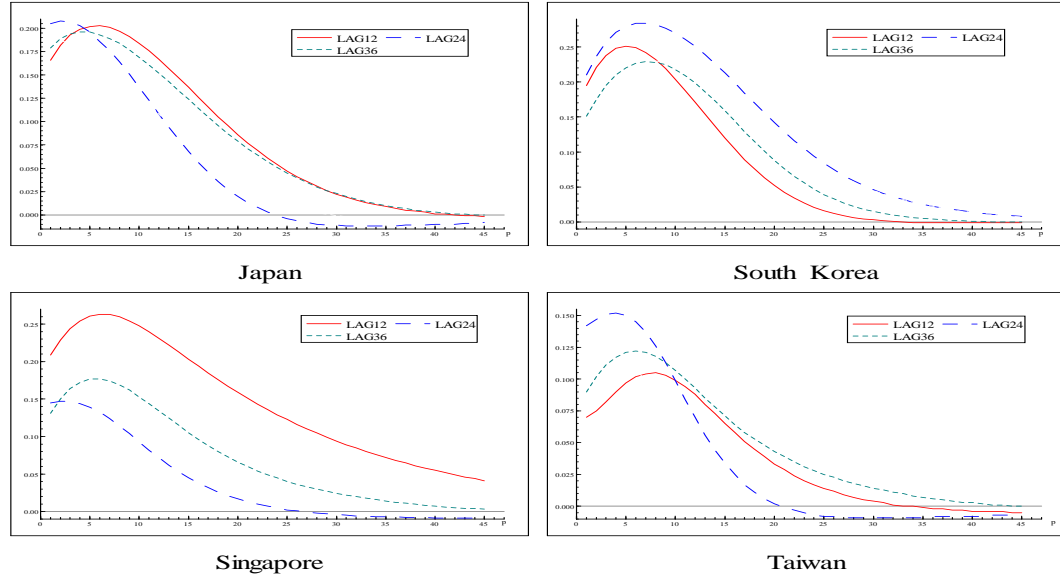 LAG12 LAG24
LAG36
0.200
0.175
0.150
0.125
0.100
0.075
0.050
0.025
0.000
0 5 10 15 20 25 30 35 40 45 P
Japan
LAG12 LAG24
LAG36
0.25
0.20
0.15
0.10
0.05
0.00
0 5 10 15 20 25 30 35 40 45 P
South Korea
LAG12 LAG24
LAG36
0.25
0.20
0.15
0.10
0.05
0.00
0 5 10 15 20 25 30 35 40 45 P
Singapore
LAG12 LAG24
LAG36
0.150
0.125
0.100
0.075
0.050
0.025
0.000
0 5 10 15 20 25 30 35 40 45 P
Taiwan